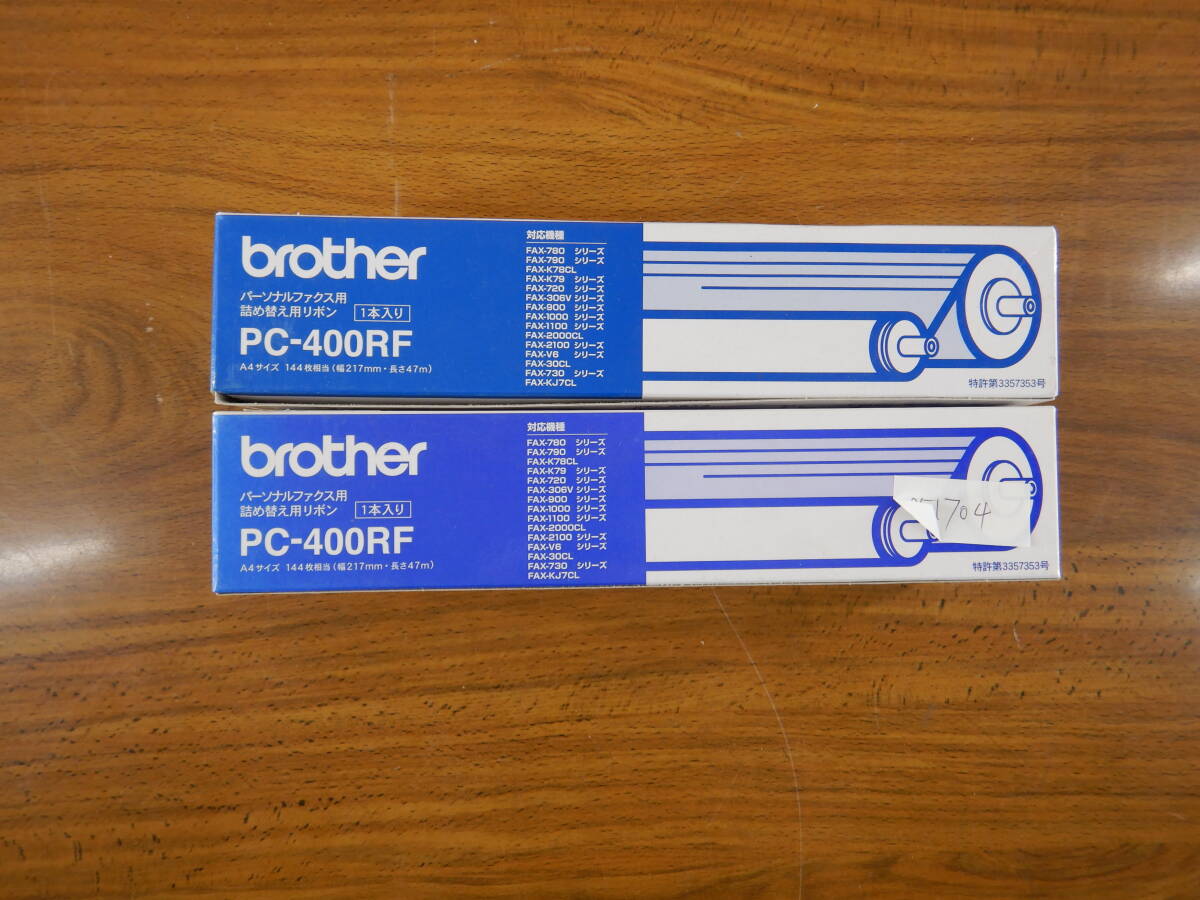 brother
パーソナルファクス用
詰め替え用リボン 1本入り
PC-400RF
A4サイズ 144枚相当(幅217mm・長さ47m)
対応機種
FAX-780 シリーズ
FAX-790 シリーズ
FAX-K78CL
FAX-K79 シリーズ
FAX-720 シリーズ
FAX-306V シリーズ
FAX-900 シリーズ
FAX-1000 シリーズ
FAX-1100 シリーズ
FAX-2000CL
FAX-2100 シリーズ
FAX-V6 シリーズ
FAX-30CL
FAX-730 シリーズ
FAX-KJ7CL
特許第3357353号
brother
パーソナルファクス用
詰め替え用リボン 1本入り
PC-400RF
A4サイズ 144枚相当(幅217mm・長さ47m)
対応機種
FAX-780 シリーズ
FAX-790 シリーズ
FAX-K78CL
FAX-K79 シリーズ
FAX-720 シリーズ
FAX-306V シリーズ
FAX-900 シリーズ
FAX-1000 シリーズ
FAX-1100 シリーズ
FAX-2000CL
FAX-2100 シリーズ
FAX-V6 シリーズ
FAX-30CL
FAX-730 シリーズ
FAX-KJ7CL
特許第3357353号